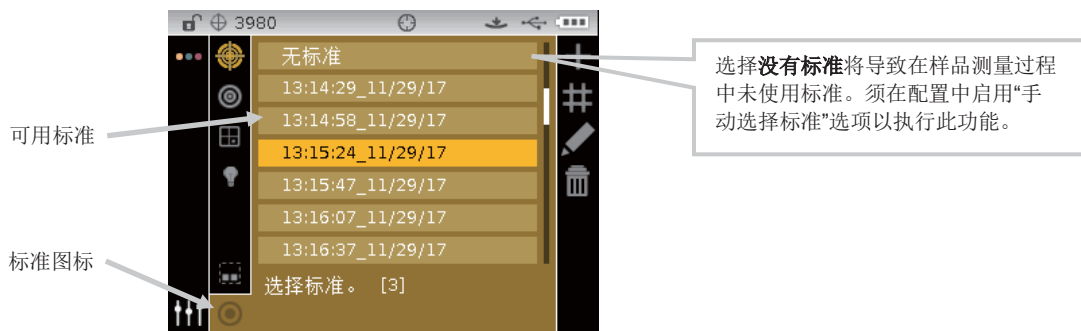 3980
无标准
13:14:29_11/29/17
13:14:58_11/29/17
13:15:24_11/29/17
13:15:47_11/29/17
13:16:07_11/29/17
13:16:37_11/29/17
选择标准。 [3]
可用标准
标准图标
选择没有标准将导致在样品测量过程
中未使用标准。须在配置中启用“手
动选择标准”选项以执行此功能。